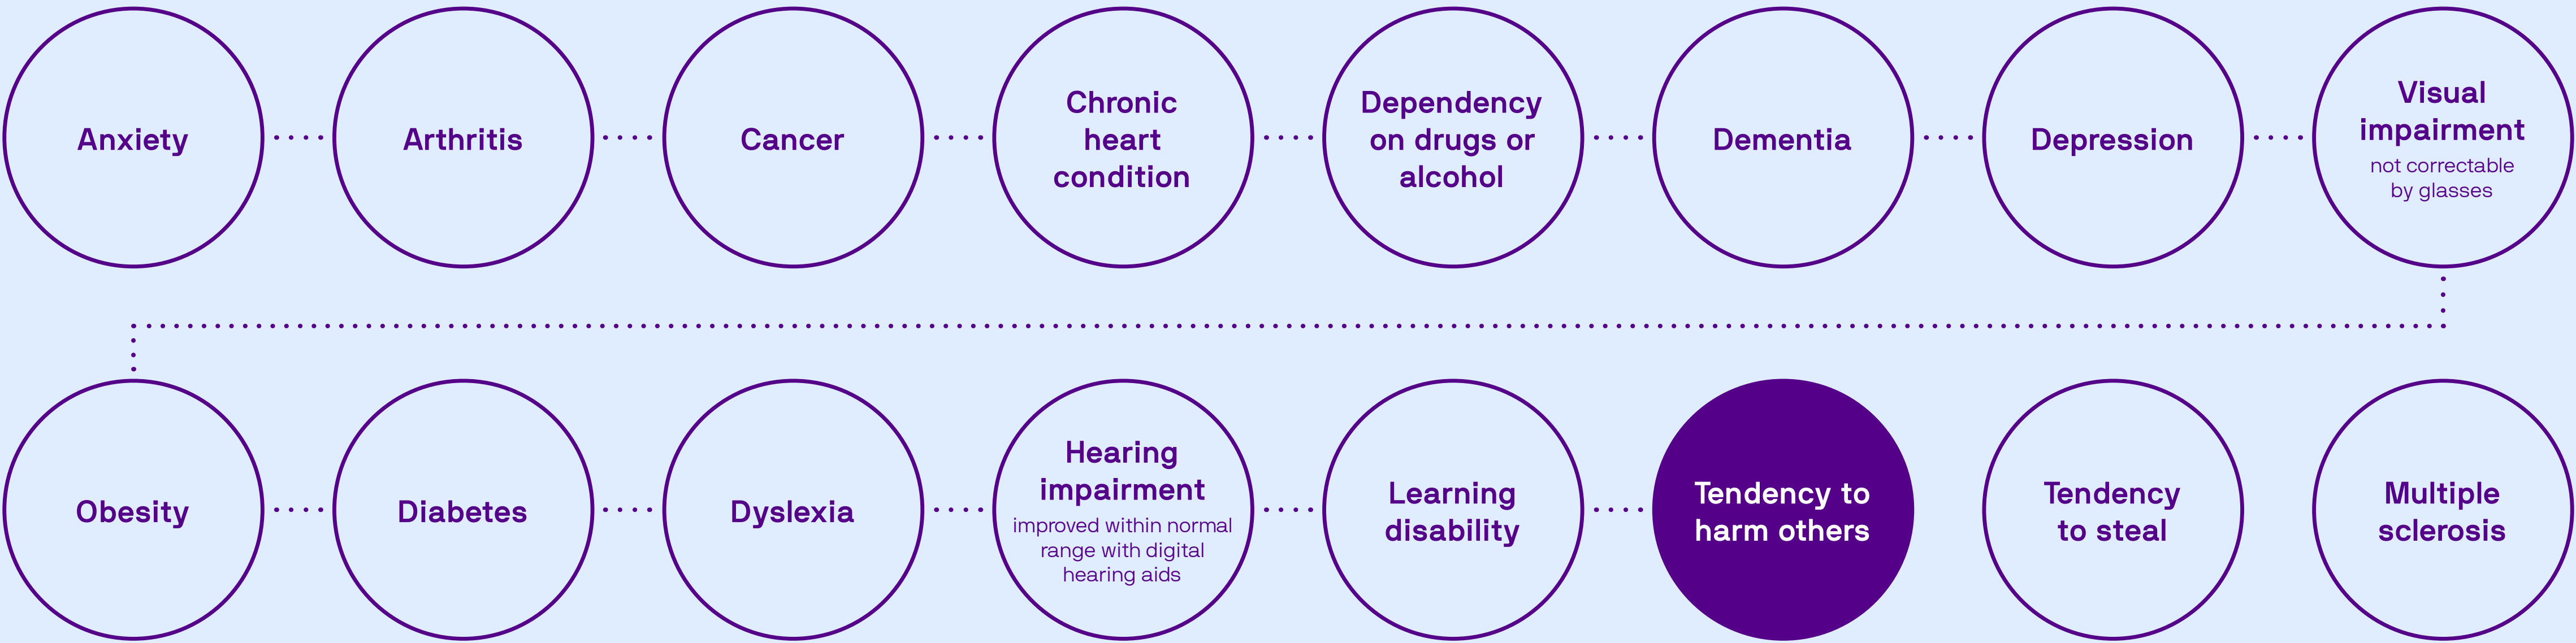 Anxiety
Arthritis
Cancer
Chronic
heart
condition
Dependency
on drugs or
alcohol
Dementia
Depression
Visual
impairment
not correctable
by glasses
Obesity
Diabetes
Dyslexia
Hearing
impairment
improved within normal
range with digital
hearing aids
Learning
disability
Tendency to
harm others
Tendency
to steal
Multiple
sclerosis